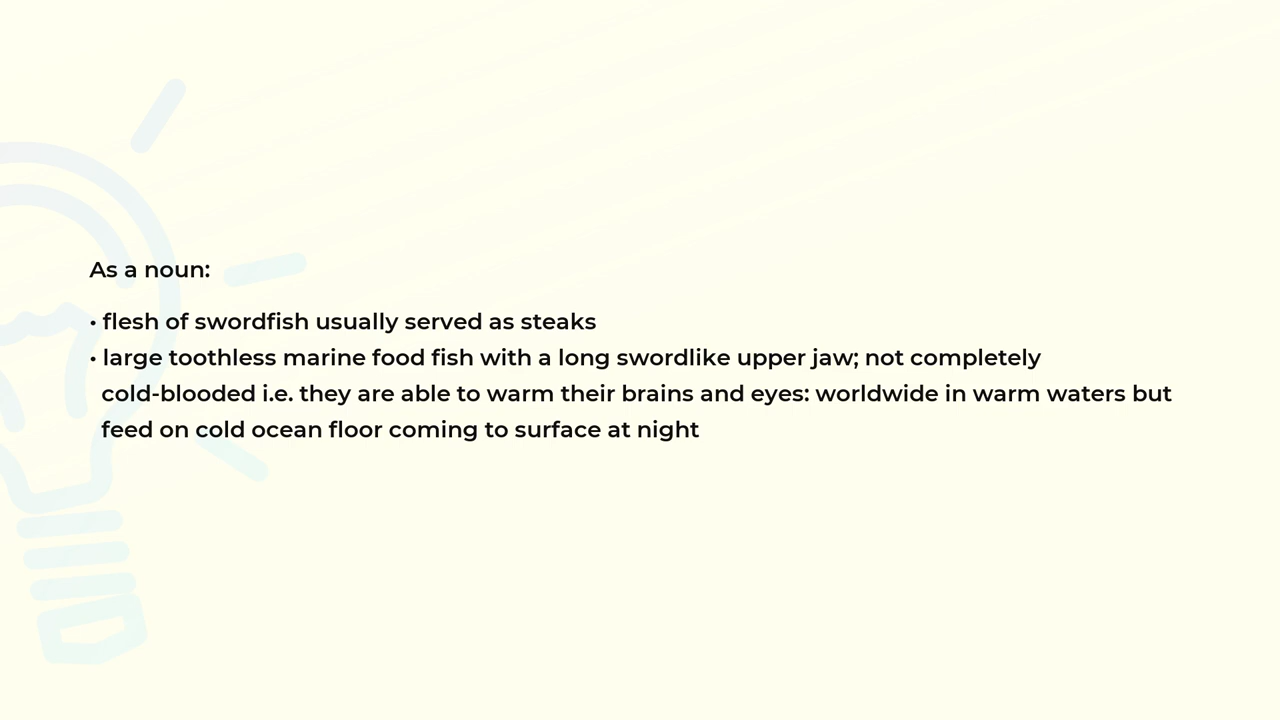 As a noun:
• flesh of swordfish usually served as steaks
• large toothless marine food fish with a long swordlike upper jaw; not completely
cold-blooded i.e. they are able to warm their brains and eyes: worldwide in warm waters but
feed on cold ocean floor coming to surface at night